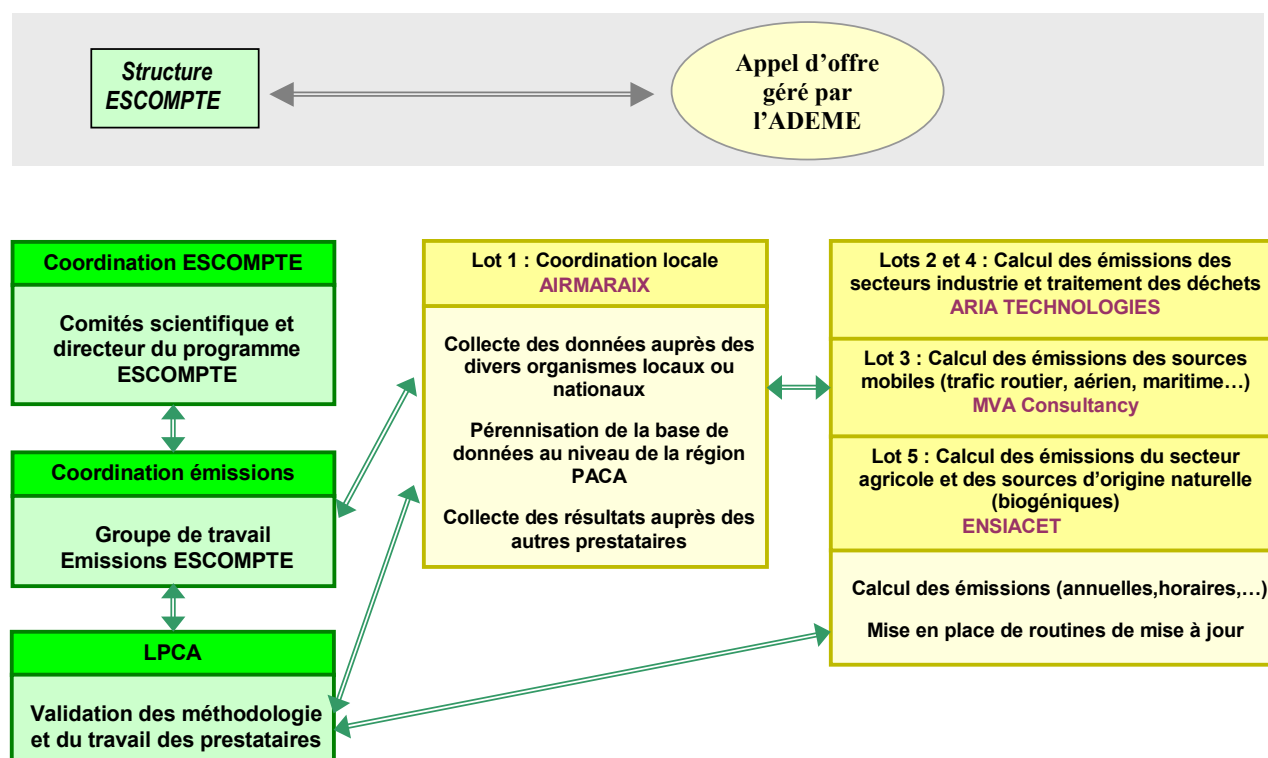 Structure
ESCOMPTE
Appel d’offre
géré par
l’ADEME
Coordination ESCOMPTE
Comités scientifique et
directeur du programme
ESCOMPTE
Coordination émissions
Groupe de travail
Emissions ESCOMPTE
LPCA
Validation des méthodologie
et du travail des prestataires
Lot 1 : Coordination locale
AIRMARAIX
Collecte des données auprès des
divers organismes locaux ou
nationaux
Pérennisation de la base de
données au niveau de la région
PACA
Collecte des résultats auprès des
autres prestataires
Lots 2 et 4 : Calcul des émissions des
secteurs industrie et traitement des déchets
ARIA TECHNOLOGIES
Lot 3 : Calcul des émissions des sources
mobiles (trafic routier, aérien, maritime…)
MVA Consultancy
Lot 5 : Calcul des émissions du secteur
agricole et des sources d’origine naturelle
(biogéniques)
ENSIACET
Calcul des émissions (annuelles,horaires,…)
Mise en place de routines de mise à jour